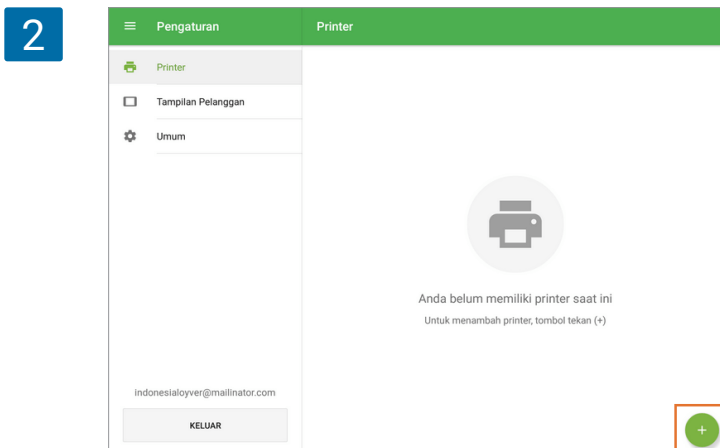 2
Pengaturan
Printer
Printer
Tampilan Pelanggan
Umum
Anda belum memiliki printer saat ini
Untuk menambah printer, tombol tekan (+)
indonesialoyver@mailinator.com
KELUAR
+